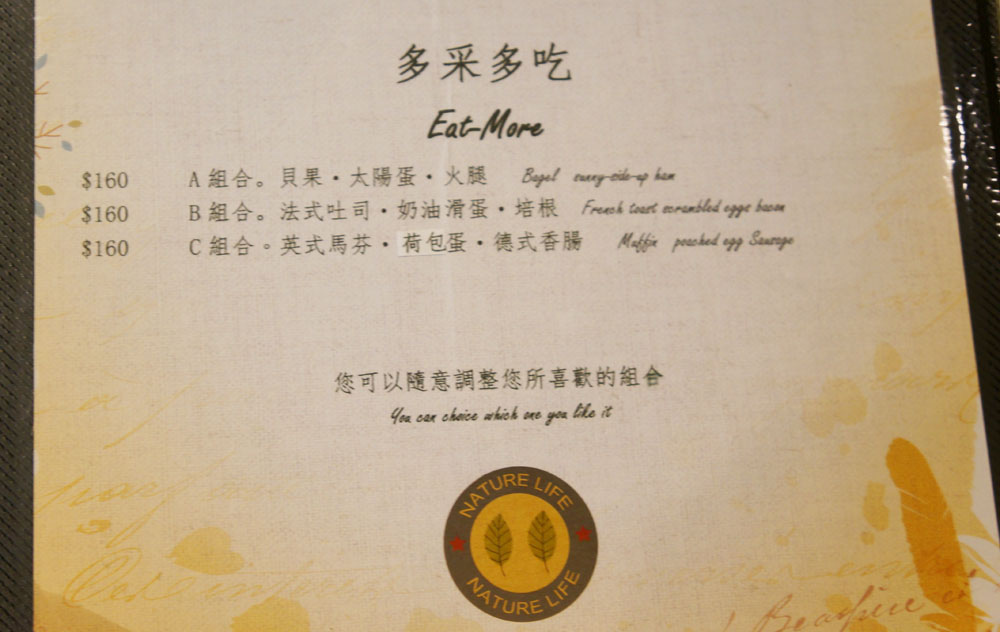 多采多吃
Eat-More
$160 A 組合。貝果・太陽蛋・火腿 Bagel sunny-side-up ham
$160 B 組合。法式吐司・奶油滑蛋・培根 French toast scrambled eggs bacon
$160 C 組合。英式馬芬・荷包蛋・德式香腸 Muffin poached egg Sausage
您可以隨意調整您所喜歡的組合
You can choice which one you like it
NATURE LIFE
NATURE LIFE